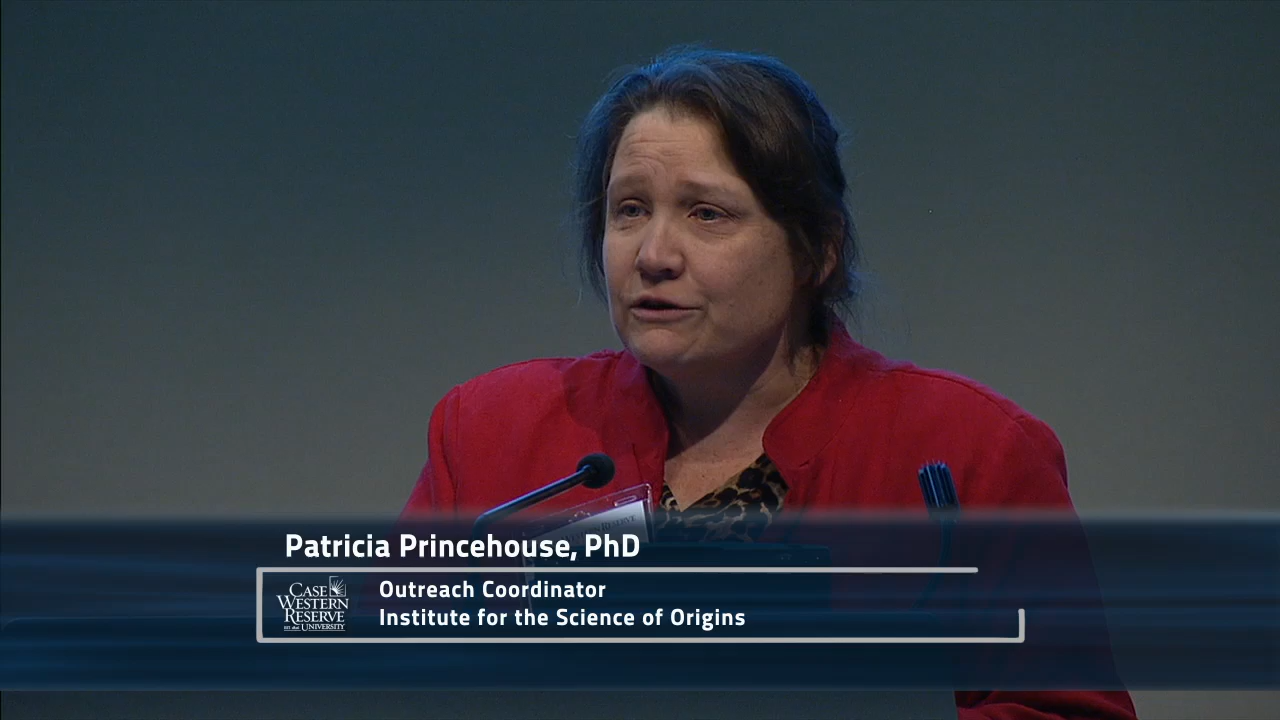 Patricia Princehouse, PhD
Outreach Coordinator
Institute for the Science of Origins
CASE
WESTERN
RESERVE
UNIVERSITY